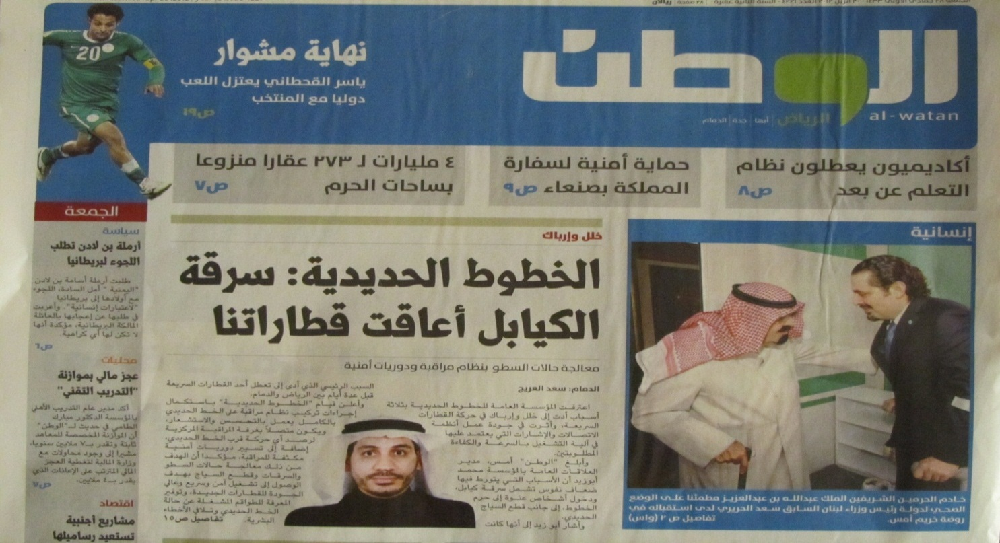 الوطن
al-watan
الرياض | أبها | جدة | الدمام
نهاية مشوار
ياسر القحطاني يعتزل اللعب
دوليا مع المنتخب
ص١٩
20
أكاديميون يعطلون نظام
التعلم عن بعد ص٨
حماية أمنية لسفارة
المملكة بصنعاء ص٩
٤ مليارات لـ ٢٧٣ عقارا منزوعا
بساحات الحرم ص٧
إنسانية
خادم الحرمين الشريفين الملك عبدالله بن عبدالعزيز مطمئنا على الوضع
الصحي لدولة رئيس وزراء لبنان السابق سعد الحريري لدى استقباله في
روضة خريم أمس. تفاصيل ص ٢ (واس)
خلل وإرباك
الخطوط الحديدية: سرقة
الكيابل أعاقت قطاراتنا
معالجة حالات السطو بنظام مراقبة ودوريات أمنية
الدمام: سعد العريج
اعترفت المؤسسة العامة للخطوط الحديدية بثلاثة
أسباب أدت إلى خلل وإرباك في حركة القطارات
السريعة، وأثرت في جودة عمل أنظمة
الاتصالات والإشارات التي يعتمد عليها
في آلية التشغيل بالسرعة والكفاءة
المطلوبتين.
وأبلغ "الوطن" أمس، مدير
العلاقات العامة بالمؤسسة محمد
أبوزيد أن الأسباب التي يتورط فيها
ضعاف نفوس تشمل سرقة كيابل،
ودخول أشخاص عنوة إلى حرم
الخطوط، إلى جانب قطع السياج
الحديدي.
وأشار أبو زيد إلى أنها كانت
السبب الرئيسي الذي أدى إلى تعطل أحد القطارات السريعة
قبل عدة أيام بين الرياض والدمام.
وأعلن قيام "الخطوط الحديدية" باستكمال
إجراءات تركيب نظام مراقبة على الخط الحديدي
بالكامل يعمل بالتحسس والاستشعار،
ويكون متصلاً بغرفة المراقبة المركزية
لرصد أي حركة قرب الخط الحديدي،
إضافة إلى تسيير دوريات أمنية
مكثفة للمراقبة، مؤكدا أن الهدف
من ذلك معالجة حالات السطو
والسرقات وقطع السياج بهدف
الوصول إلى تشغيل آمن وسريع وعالي
الجودة للقطارات الجديدة، وتوفير
المعرفة للطواقم المشغلة عن حالة
الخط الحديدي وتلافي الأخطاء
البشرية. تفاصيل ص١٥
الجمعة
سياسة
أرملة بن لادن تطلب
اللجوء لبريطانيا
طلبت أرملة أسامة بن لادن
"اليمنية" أمل السادة، اللجوء
مع أولادها إلى بريطانيا
"لاعتبارات إنسانية". وأعربت
في طلبها عن إعجابها بالعائلة
المالكة البريطانية، مؤكدة أنها
لا تكن لها أي كراهية.
ص٦
محليات
عجز مالي بموازنة
"التدريب التقني"
أكد مدير عام التدريب الأهلي
بالمؤسسة الدكتور مبارك
الطامي في حديث لـ"الوطن"
أن الموازنة المخصصة للمعاهد
ثابتة وتقدر بـ٧ ملايين سنويا،
مشيرا إلى وجود محاولات مع
وزارة المالية لتغطية العجز
المالي المترتب على الإعانات الذي
يقدر بـ٤ ملايين.
ص٧
اقتصاد
مشاريع أجنبية
تستعيد رساميلها